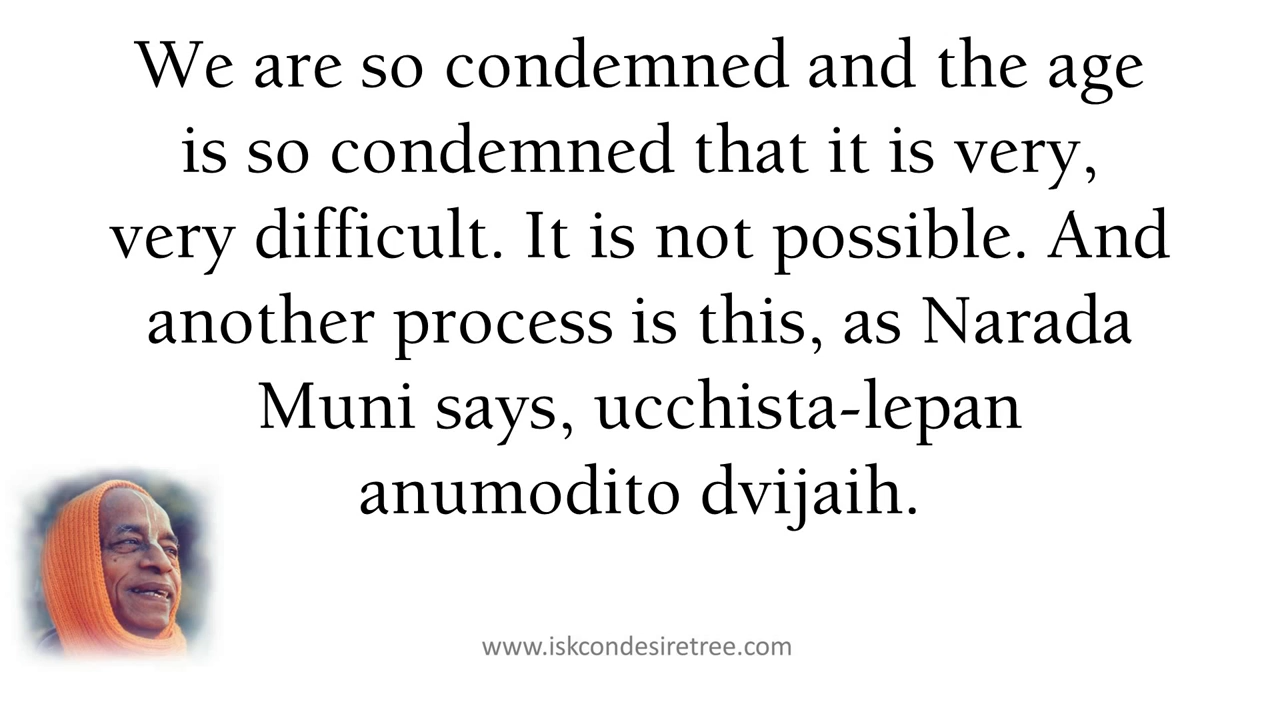 We are so condemned and the age
is so condemned that it is very,
very difficult. It is not possible. And
another process is this, as Narada
Muni says, ucchista-lepan
anumodito dvijaih.
www.iskcondesiretree.com